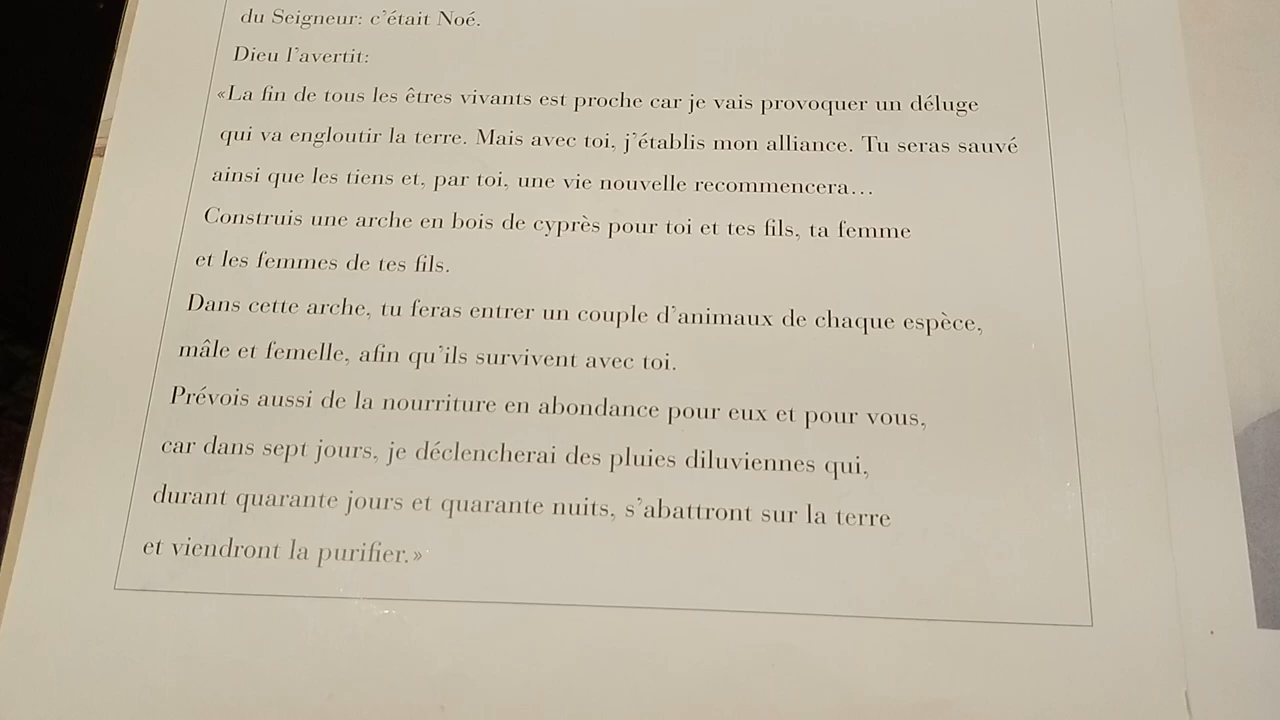 du Seigneur: c'était Noé.
Dieu l'avertit:
«La fin de tous les êtres vivants est proche car je vais provoquer un déluge
qui va engloutir la terre. Mais avec toi, j'établis mon alliance. Tu seras sauvé
ainsi que les tiens et, par toi, une vie nouvelle recommencera…
Construis une arche en bois de cyprès pour toi et tes fils, ta femme
et les femmes de tes fils.
Dans cette arche, tu feras entrer un couple d'animaux de chaque espèce,
mâle et femelle, afin qu'ils survivent avec toi.
Prévois aussi de la nourriture en abondance pour eux et pour vous,
car dans sept jours, je déclencherai des pluies diluviennes qui,
durant quarante jours et quarante nuits, s'abattront sur la terre
et viendront la purifier.»